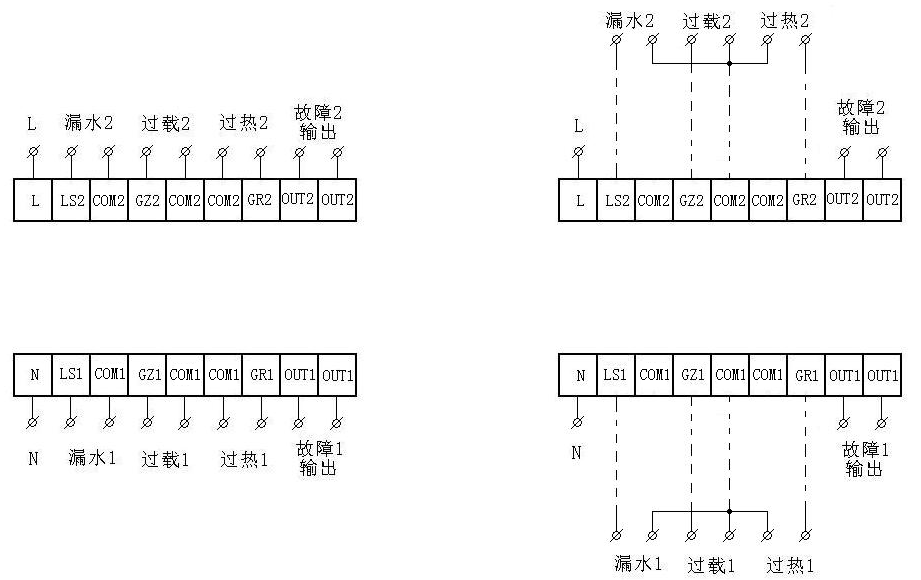 漏水2 过载2 过热2
L 漏水2 过载2 过热2 故障2
输出
L 故障2
输出
L LS2 COM2 GZ2 COM2 COM2 GR2 OUT2 OUT2
L LS2 COM2 GZ2 COM2 COM2 GR2 OUT2 OUT2
N LS1 COM1 GZ1 COM1 COM1 GR1 OUT1 OUT1
N LS1 COM1 GZ1 COM1 COM1 GR1 OUT1 OUT1
N 漏水1 过载1 过热1 故障1
输出
N 故障1
输出
漏水1 过载1 过热1